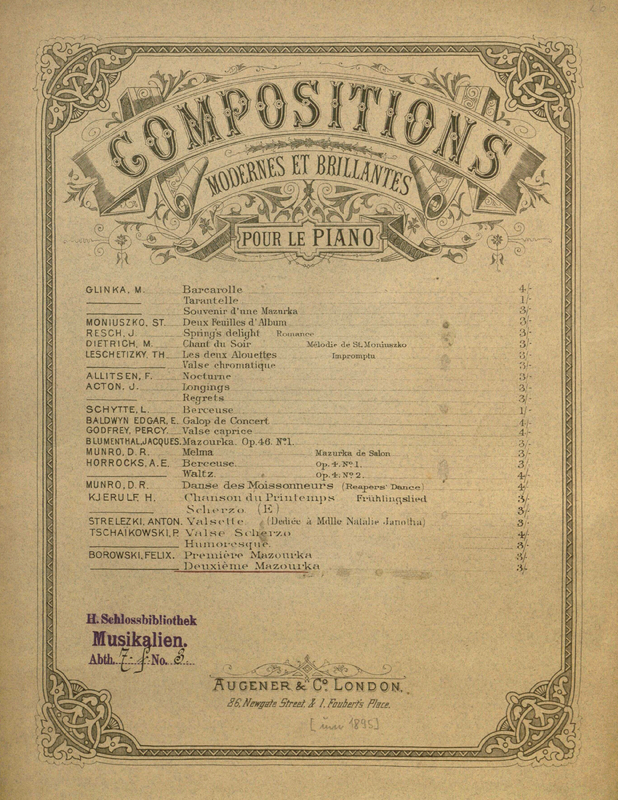 COMPOSITIONS
MODERNES ET BRILLANTES
POUR LE PIANO
GLINKA, M. Barcarolle 4/-
Tarantelle 1/-
Souvenir d'une Mazurka 3/-
MONIUSZKO, ST. Deux Feuilles d'Album 3/-
RESCH, J. Spring's delight Romance 3/-
DIETRICH, M. Chant du Soir Mélodie de St. Moniuszko 3/-
LESCHETIZKY, TH. Les deux Alouettes Impromptu 3/-
Valse chromatique 3/-
ALLITSEN, F. Nocturne 3/-
ACTON, J. Longings 3/-
Regrets 3/-
SCHYTTE, L. Berceuse 1/-
BALDWYN EDGAR, E. Galop de Concert 4/-
GODFREY, PERCY. Valse caprice 4/-
BLUMENTHAL, JACQUES. Mazourka. Op. 46. No. 1. 3/-
MUNRO, D. R. Melma Mazurka de Salon 3/-
HORROCKS, A. E. Berceuse. Op. 4. No. 1. 3/-
Waltz. Op. 4. No. 2. 4/-
MUNRO, D. R. Danse des Moissonneurs (Reapers' Dance) 4/-
KJERULF, H. Chanson du Printemps Frühlingslied 3/-
Scherzo (E) 3/-
STRELEZKI, ANTON. Valsette. (Dédiée à Mdlle Natalie Janotha) 3/-
TSCHAIKOWSKI, P. Valse Scherzo 4/-
Humoresque. 3/-
BOROWSKI, FELIX. Première Mazourka 3/-
Deuxième Mazourka 3/-
H. Schlossbibliothek
Musikalien.
Abth. 7. f. No. 3.
AUGENER & Co. LONDON.
86, Newgate Street, & 1, Foubert's Place.
1895]